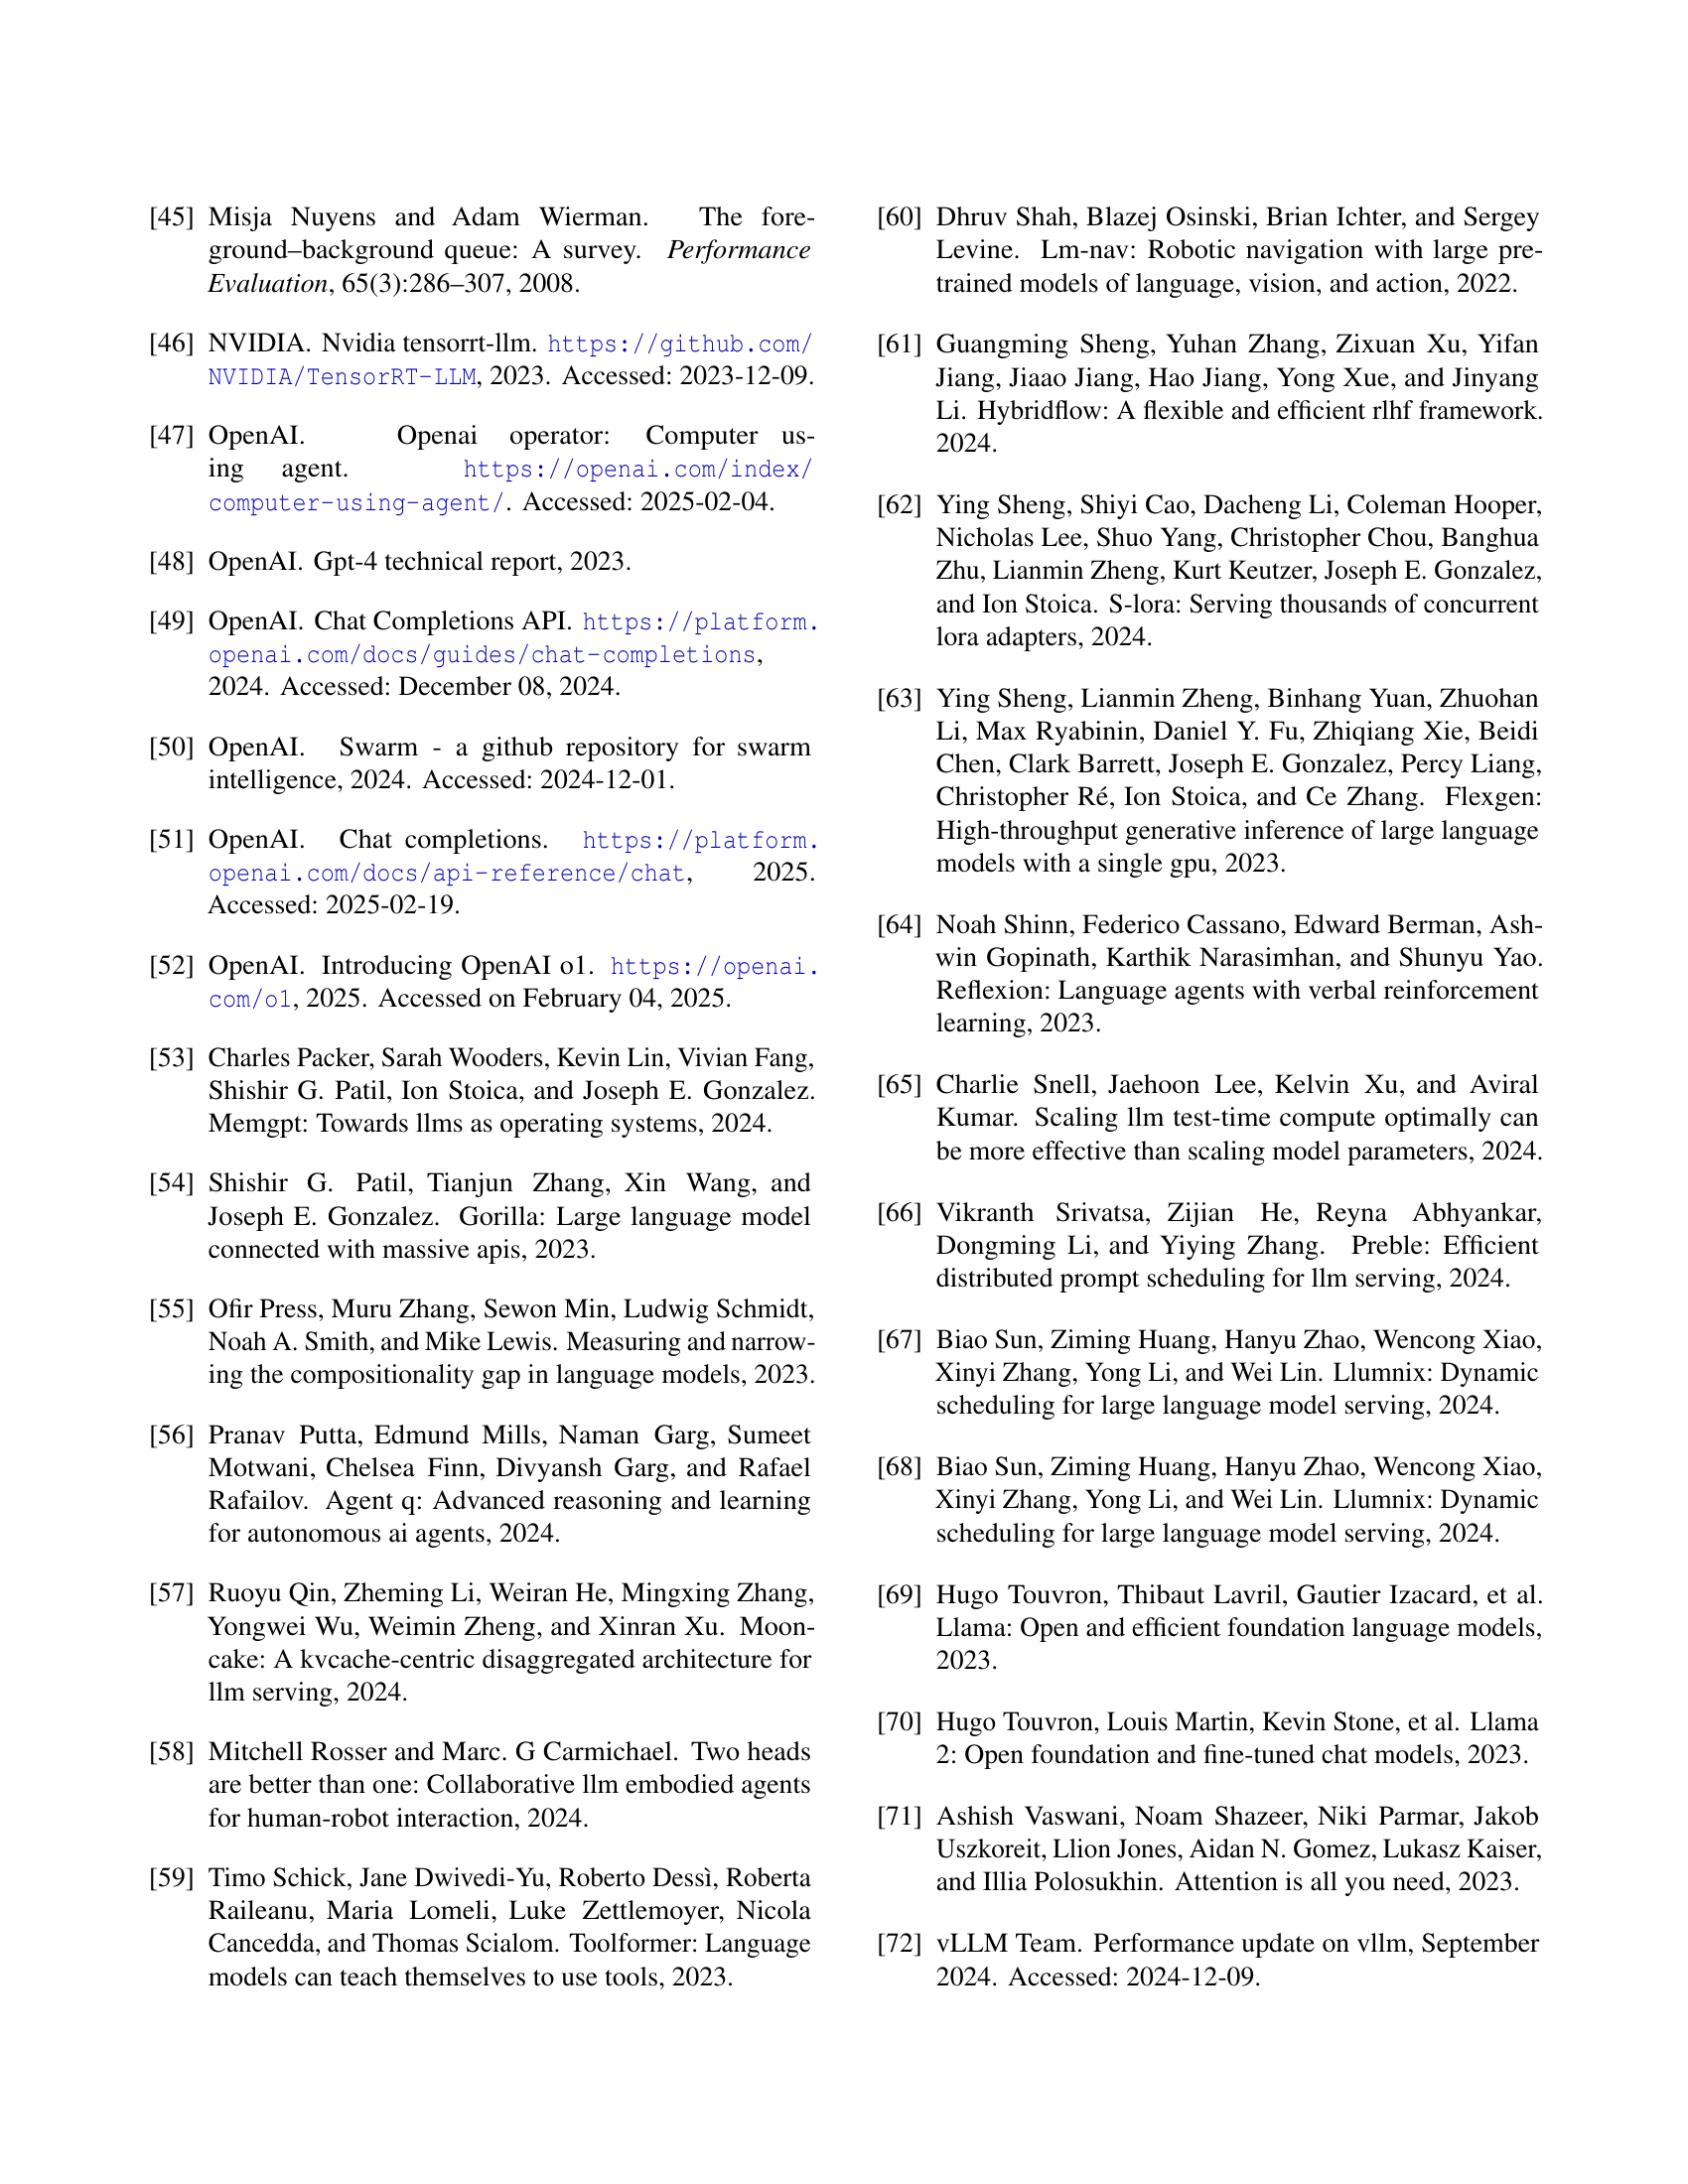 [45] Misja Nuyens and Adam Wierman. The fore-
ground–background queue: A survey. Performance
Evaluation, 65(3):286–307, 2008.
[46] NVIDIA. Nvidia tensorrt-llm. https://github.com/
NVIDIA/TensorRT-LLM, 2023. Accessed: 2023-12-09.
[47] OpenAI. Openai operator: Computer us-
ing agent. https://openai.com/index/
computer-using-agent/. Accessed: 2025-02-04.
[48] OpenAI. Gpt-4 technical report, 2023.
[49] OpenAI. Chat Completions API. https://platform.
openai.com/docs/guides/chat-completions,
2024. Accessed: December 08, 2024.
[50] OpenAI. Swarm - a github repository for swarm
intelligence, 2024. Accessed: 2024-12-01.
[51] OpenAI. Chat completions. https://platform.
openai.com/docs/api-reference/chat, 2025.
Accessed: 2025-02-19.
[52] OpenAI. Introducing OpenAI o1. https://openai.
com/o1, 2025. Accessed on February 04, 2025.
[53] Charles Packer, Sarah Wooders, Kevin Lin, Vivian Fang,
Shishir G. Patil, Ion Stoica, and Joseph E. Gonzalez.
Memgpt: Towards llms as operating systems, 2024.
[54] Shishir G. Patil, Tianjun Zhang, Xin Wang, and
Joseph E. Gonzalez. Gorilla: Large language model
connected with massive apis, 2023.
[55] Ofir Press, Muru Zhang, Sewon Min, Ludwig Schmidt,
Noah A. Smith, and Mike Lewis. Measuring and narrow-
ing the compositionality gap in language models, 2023.
[56] Pranav Putta, Edmund Mills, Naman Garg, Sumeet
Motwani, Chelsea Finn, Divyansh Garg, and Rafael
Rafailov. Agent q: Advanced reasoning and learning
for autonomous ai agents, 2024.
[57] Ruoyu Qin, Zheming Li, Weiran He, Mingxing Zhang,
Yongwei Wu, Weimin Zheng, and Xinran Xu. Moon-
cake: A kvcache-centric disaggregated architecture for
llm serving, 2024.
[58] Mitchell Rosser and Marc. G Carmichael. Two heads
are better than one: Collaborative llm embodied agents
for human-robot interaction, 2024.
[59] Timo Schick, Jane Dwivedi-Yu, Roberto Dessì, Roberta
Raileanu, Maria Lomeli, Luke Zettlemoyer, Nicola
Cancedda, and Thomas Scialom. Toolformer: Language
models can teach themselves to use tools, 2023.
[60] Dhruv Shah, Blazej Osinski, Brian Ichter, and Sergey
Levine. Lm-nav: Robotic navigation with large pre-
trained models of language, vision, and action, 2022.
[61] Guangming Sheng, Yuhan Zhang, Zixuan Xu, Yifan
Jiang, Jiaao Jiang, Hao Jiang, Yong Xue, and Jinyang
Li. Hybridflow: A flexible and efficient rlhf framework.
2024.
[62] Ying Sheng, Shiyi Cao, Dacheng Li, Coleman Hooper,
Nicholas Lee, Shuo Yang, Christopher Chou, Banghua
Zhu, Lianmin Zheng, Kurt Keutzer, Joseph E. Gonzalez,
and Ion Stoica. S-lora: Serving thousands of concurrent
lora adapters, 2024.
[63] Ying Sheng, Lianmin Zheng, Binhang Yuan, Zhuohan
Li, Max Ryabinin, Daniel Y. Fu, Zhiqiang Xie, Beidi
Chen, Clark Barrett, Joseph E. Gonzalez, Percy Liang,
Christopher Ré, Ion Stoica, and Ce Zhang. Flexgen:
High-throughput generative inference of large language
models with a single gpu, 2023.
[64] Noah Shinn, Federico Cassano, Edward Berman, Ash-
win Gopinath, Karthik Narasimhan, and Shunyu Yao.
Reflexion: Language agents with verbal reinforcement
learning, 2023.
[65] Charlie Snell, Jaehoon Lee, Kelvin Xu, and Aviral
Kumar. Scaling llm test-time compute optimally can
be more effective than scaling model parameters, 2024.
[66] Vikranth Srivatsa, Zijian He, Reyna Abhyankar,
Dongming Li, and Yiying Zhang. Preble: Efficient
distributed prompt scheduling for llm serving, 2024.
[67] Biao Sun, Ziming Huang, Hanyu Zhao, Wencong Xiao,
Xinyi Zhang, Yong Li, and Wei Lin. Llumnix: Dynamic
scheduling for large language model serving, 2024.
[68] Biao Sun, Ziming Huang, Hanyu Zhao, Wencong Xiao,
Xinyi Zhang, Yong Li, and Wei Lin. Llumnix: Dynamic
scheduling for large language model serving, 2024.
[69] Hugo Touvron, Thibaut Lavril, Gautier Izacard, et al.
Llama: Open and efficient foundation language models,
2023.
[70] Hugo Touvron, Louis Martin, Kevin Stone, et al. Llama
2: Open foundation and fine-tuned chat models, 2023.
[71] Ashish Vaswani, Noam Shazeer, Niki Parmar, Jakob
Uszkoreit, Llion Jones, Aidan N. Gomez, Lukasz Kaiser,
and Illia Polosukhin. Attention is all you need, 2023.
[72] vLLM Team. Performance update on vllm, September
2024. Accessed: 2024-12-09.